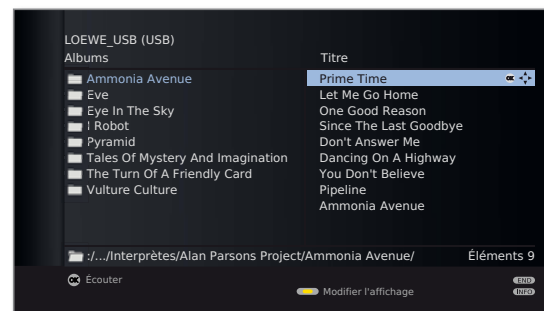 LOEWE_USB (USB)
Albums
Titre
Ammonia Avenue
Eve
Eye In The Sky
I Robot
Pyramid
Tales Of Mystery And Imagination
The Turn Of A Friendly Card
Vulture Culture
Prime Time OK
Let Me Go Home
One Good Reason
Since The Last Goodbye
Don't Answer Me
Dancing On A Highway
You Don't Believe
Pipeline
Ammonia Avenue
:/.../Interprètes/Alan Parsons Project/Ammonia Avenue/ Éléments 9
OK Écouter
END
Modifier l'affichage INFO